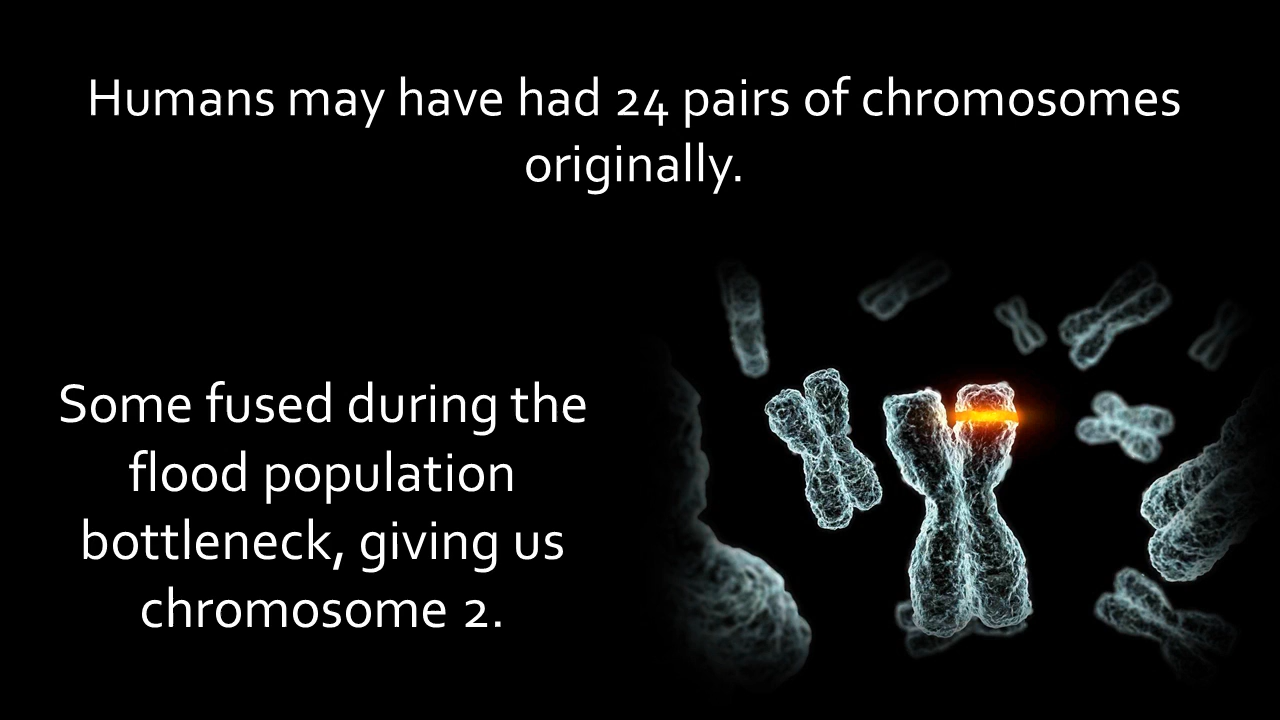 Humans may have had 24 pairs of chromosomes
originally.
Some fused during the
flood population
bottleneck, giving us
chromosome 2.